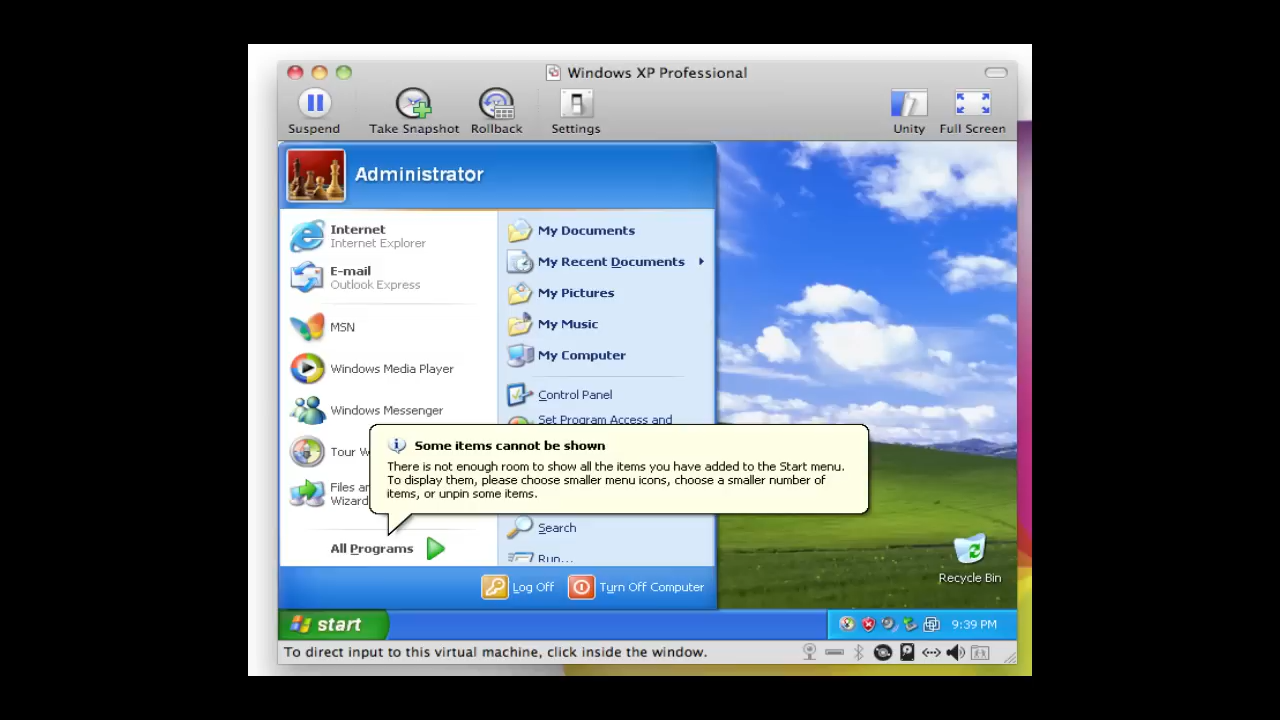 Windows XP Professional
Suspend
Take Snapshot
Rollback
Settings
Unity
Full Screen
Administrator
Internet
Internet Explorer
E-mail
Outlook Express
MSN
Windows Media Player
Windows Messenger
Tour W
Files an
Wizard
All Programs
My Documents
My Recent Documents
My Pictures
My Music
My Computer
Control Panel
Set Program Access and
Some items cannot be shown
There is not enough room to show all the items you have added to the Start menu.
To display them, please choose smaller menu icons, choose a smaller number of
items, or unpin some items.
Search
Run...
Log Off
Turn Off Computer
Recycle Bin
start
9:39 PM
To direct input to this virtual machine, click inside the window.